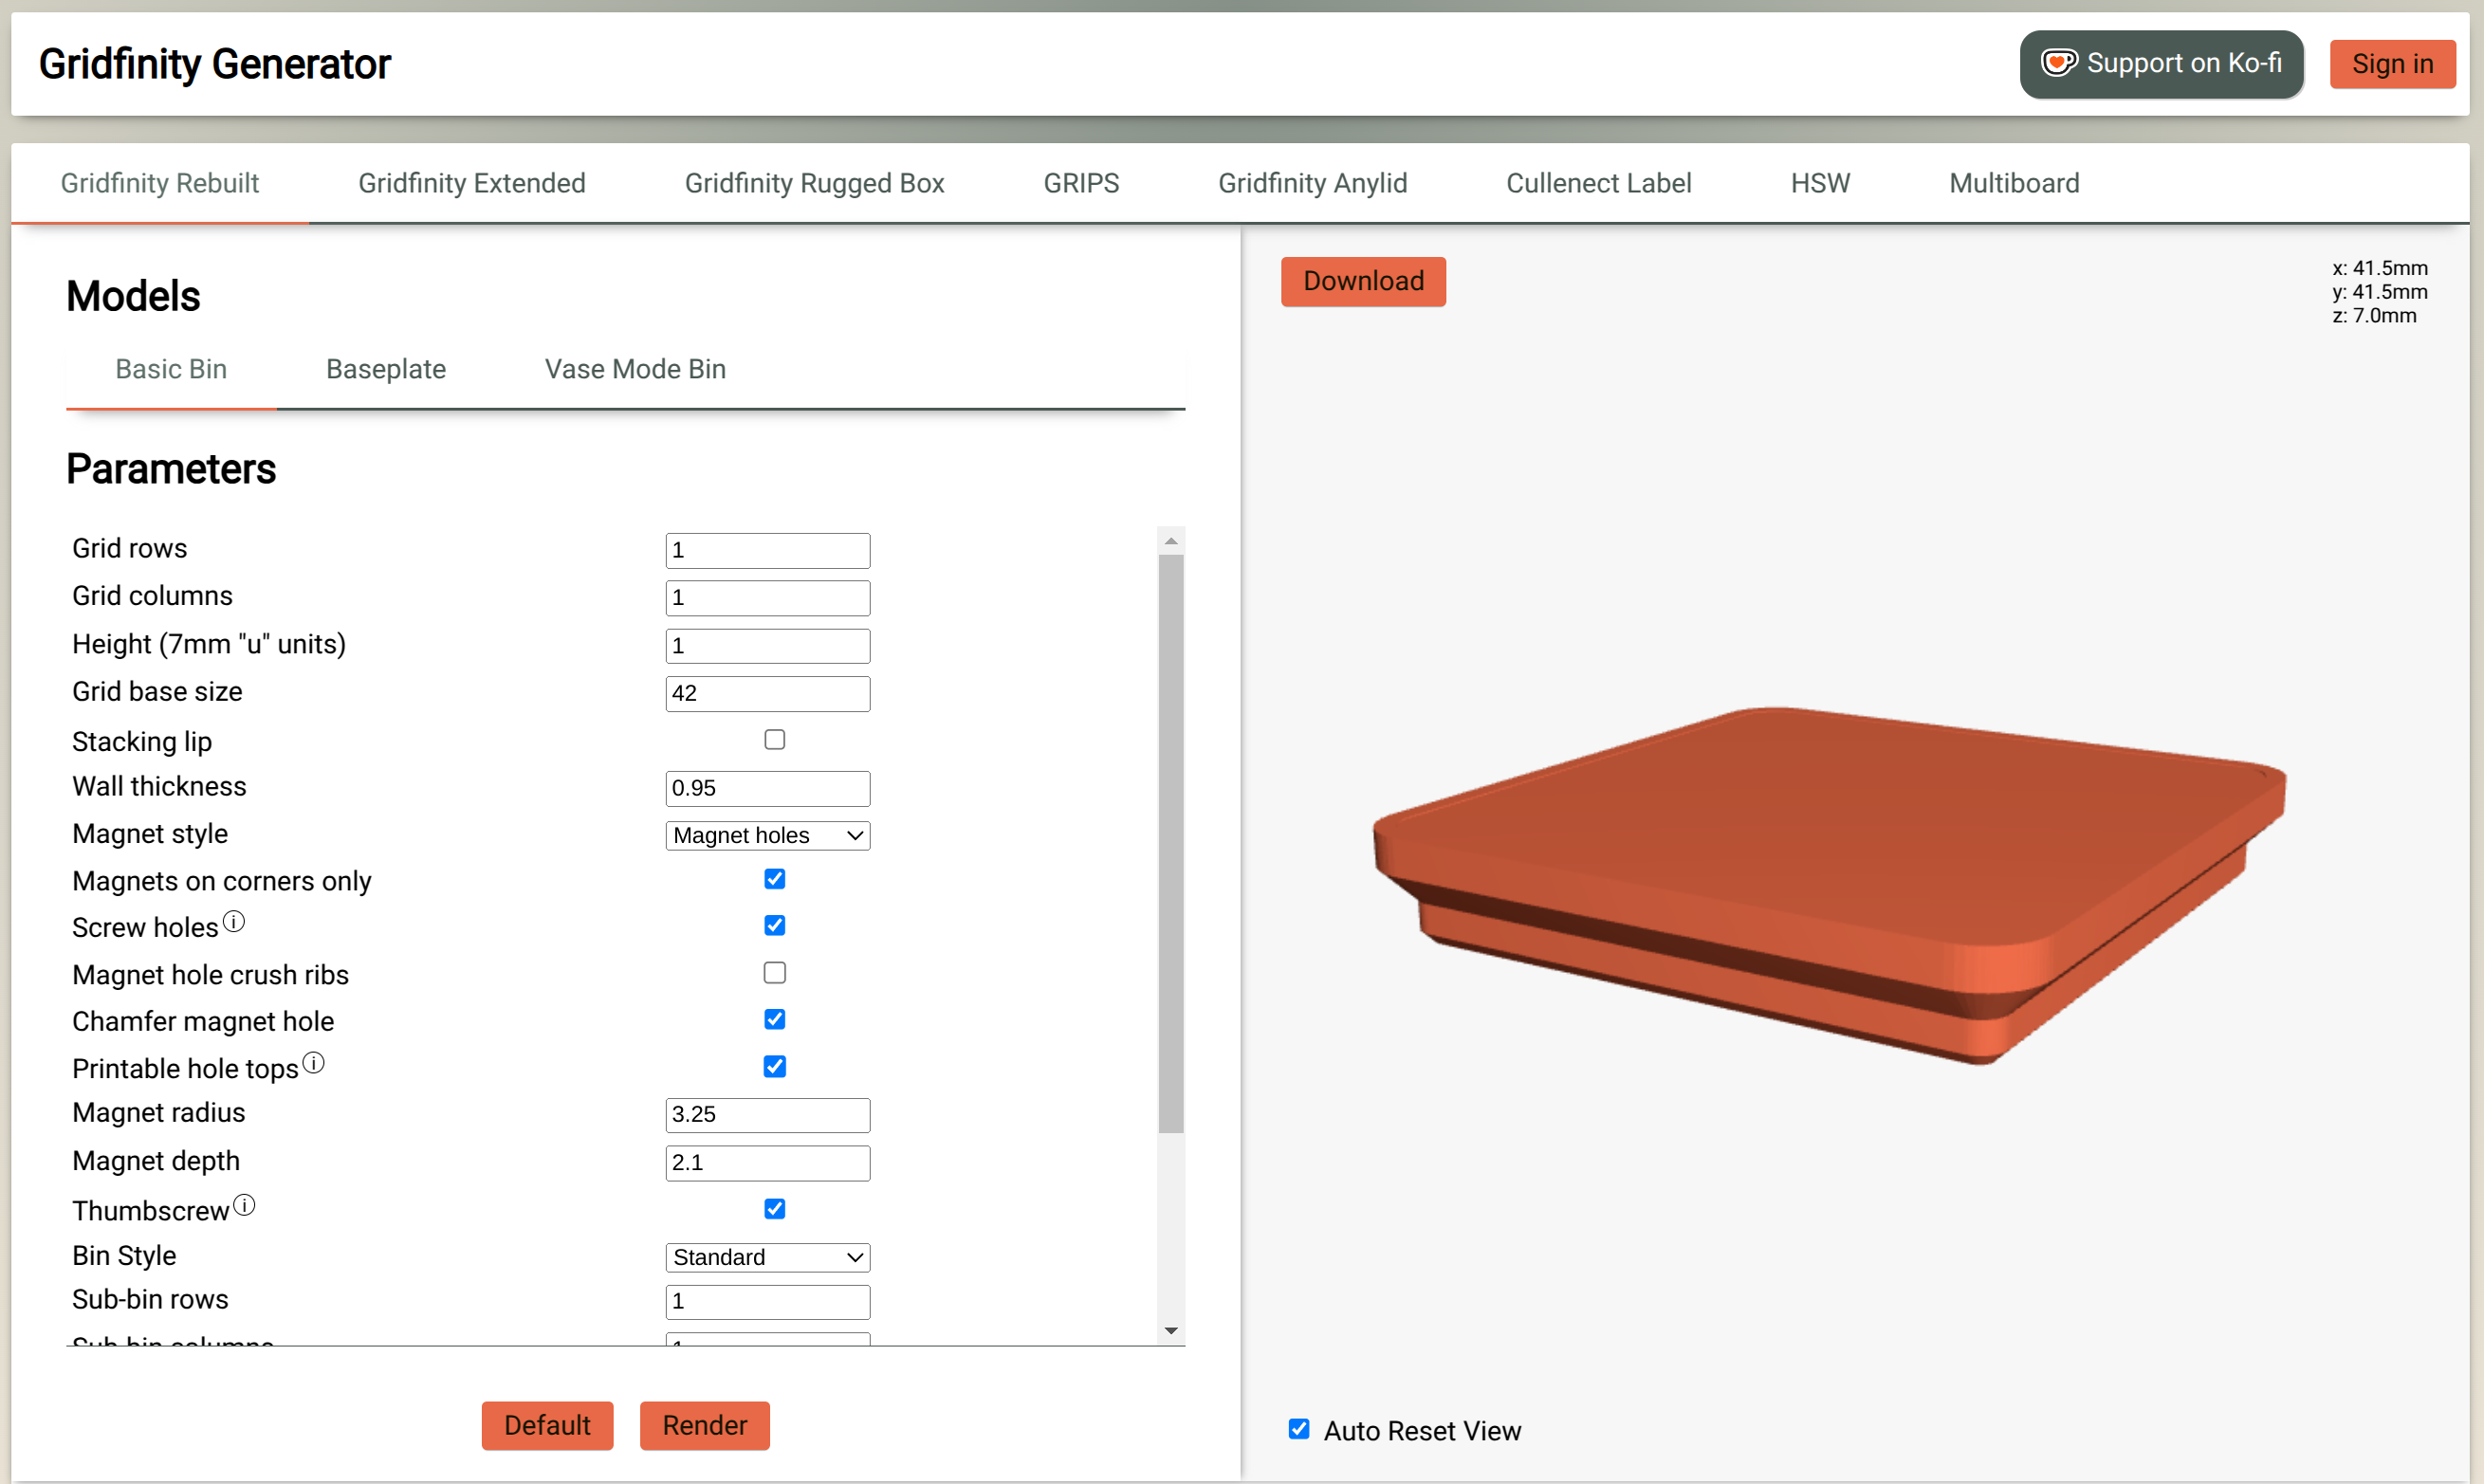 Gridfinity Generator
Support on Ko-fi
Sign in
Gridfinity Rebuilt
Gridfinity Extended
Gridfinity Rugged Box
GRIPS
Gridfinity Anylid
Cullenect Label
HSW
Multiboard
Models
Basic Bin
Baseplate
Vase Mode Bin
Parameters
Grid rows 1
Grid columns 1
Height (7mm "u" units) 1
Grid base size 42
Stacking lip
Wall thickness 0.95
Magnet style Magnet holes
Magnets on corners only
Screw holes ⓘ
Magnet hole crush ribs
Chamfer magnet hole
Printable hole tops ⓘ
Magnet radius 3.25
Magnet depth 2.1
Thumbscrew ⓘ
Bin Style Standard
Sub-bin rows 1
Sub-bin columns 1
Default
Render
Download
x: 41.5mm
y: 41.5mm
z: 7.0mm
Auto Reset View